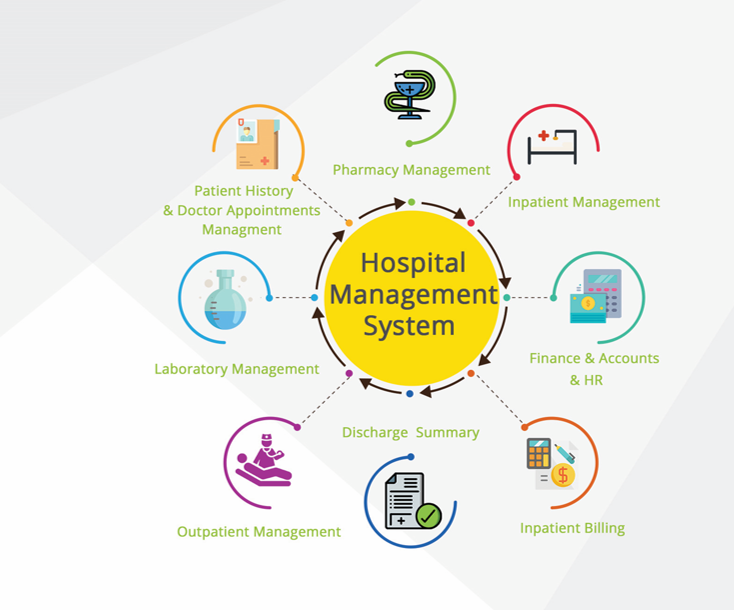 Pharmacy Management
Patient History
& Doctor Appointments
Managment
Inpatient Management
Hospital
Management
System
Laboratory Management
Finance & Accounts
& HR
Discharge Summary
Outpatient Management
Inpatient Billing